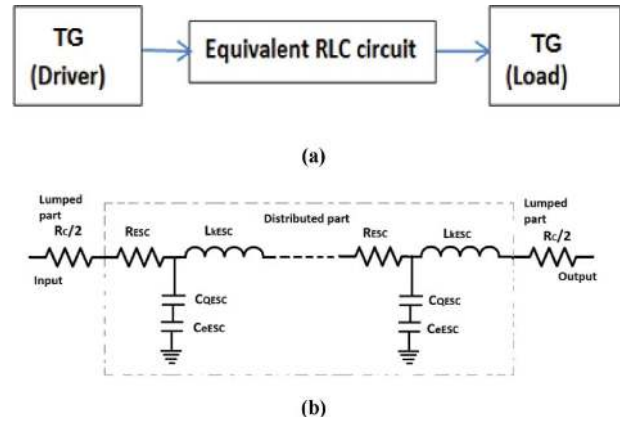 TG
(Driver)
Equivalent RLC circuit
TG
(Load)
(a)
Lumped
part
Distributed part
Lumped
part
RC/2
RESC
LkESC
RESC
LkESC
RC/2
Input
Output
CQESC
CeESC
CQESC
CeESC
(b)